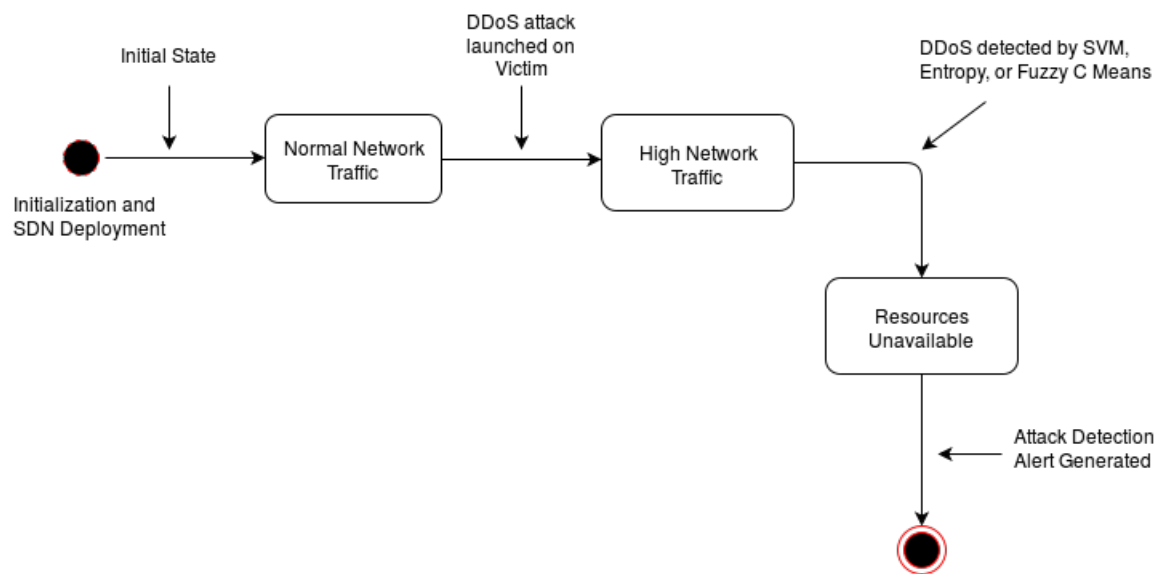 Initial State
DDoS attack
launched on
Victim
DDoS detected by SVM,
Entropy, or Fuzzy C Means
Normal Network
Traffic
High Network
Traffic
Initialization and
SDN Deployment
Resources
Unavailable
Attack Detection
Alert Generated